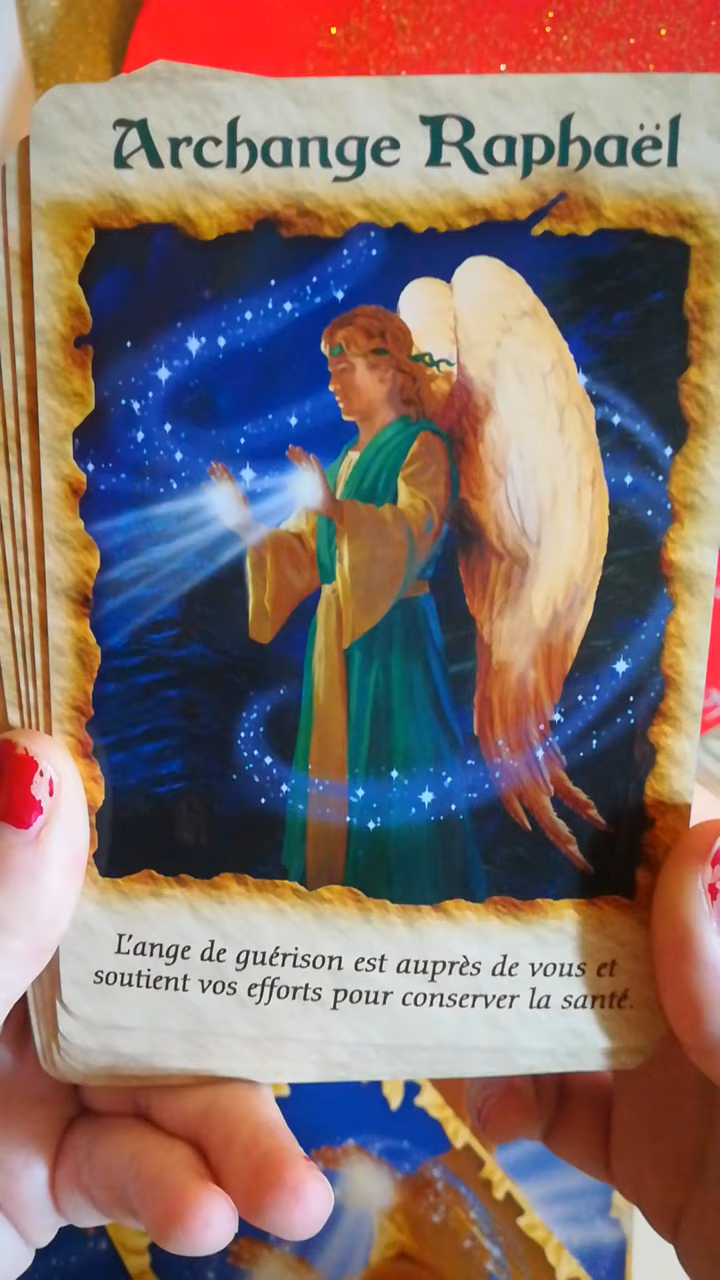 Archange Raphaël
L'ange de guérison est auprès de vous et
soutient vos efforts pour conserver la santé.